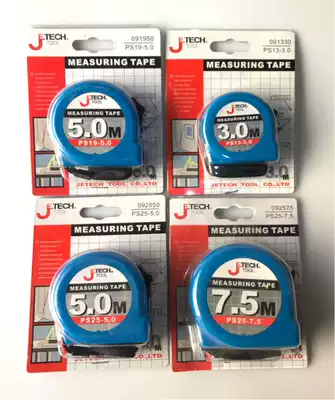 JETECH
TOOL
091950
PS19-5.0
MEASURING TAPE
JETECH
TOOL
MEASURING TAPE
5.0M
PS19-5.0
JETECH TOOL CO.,LTD
JETECH
TOOL
091330
PS13-3.0
MEASURING TAPE
JETECH
TOOL
MEASURING TAPE
3.0M
PS13-3.0
JETECH TOOL CO.,LTD
JETECH
TOOL
092550
PS25-5.0
MEASURING TAPE
JETECH
TOOL
MEASURING TAPE
5.0M
PS25-5.0
CO.,LTD
JETECH
TOOL
092575
PS25-7.5
MEASURING TAPE
JETECH
TOOL
MEASURING TAPE
7.5M
PS25-7.5